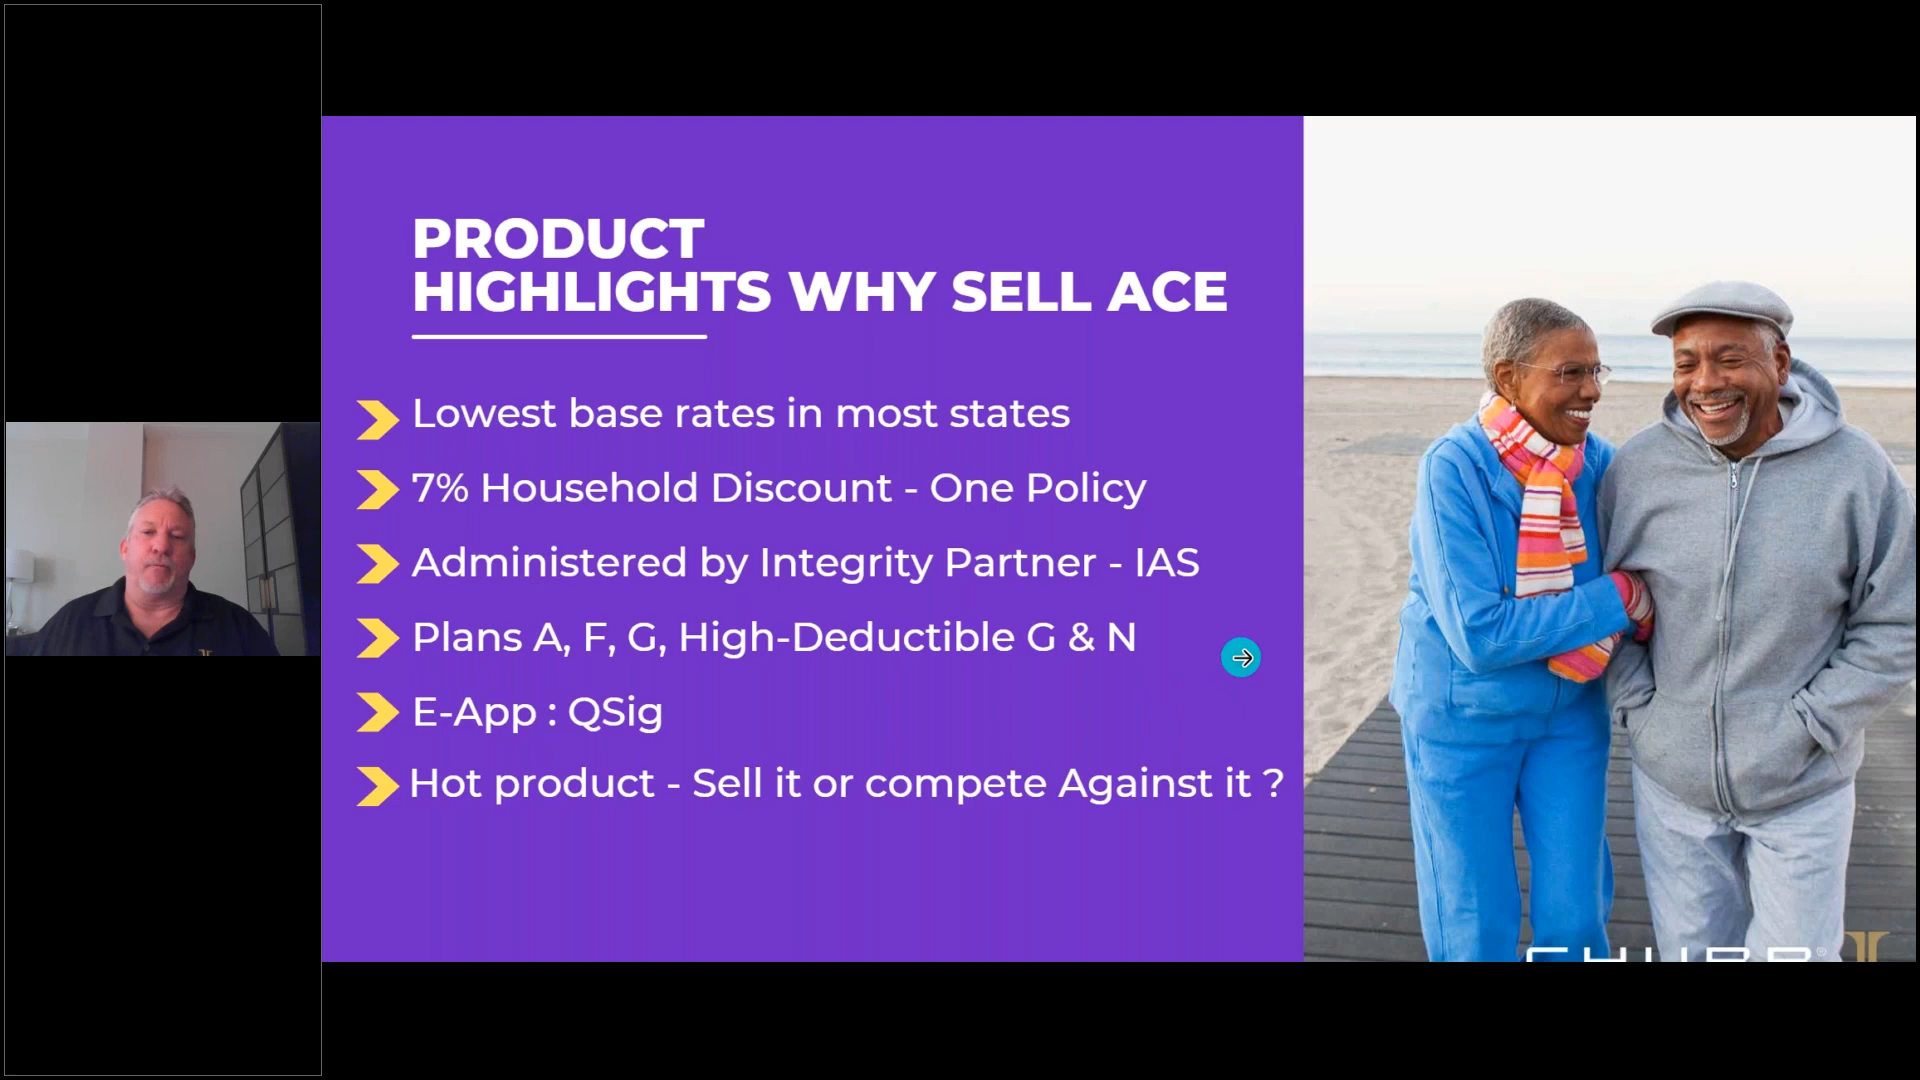 PRODUCT
HIGHLIGHTS WHY SELL ACE
Lowest base rates in most states
7% Household Discount - One Policy
Administered by Integrity Partner - IAS
Plans A, F, G, High-Deductible G & N
E-App : QSig
Hot product - Sell it or compete Against it ?
CHUBB®